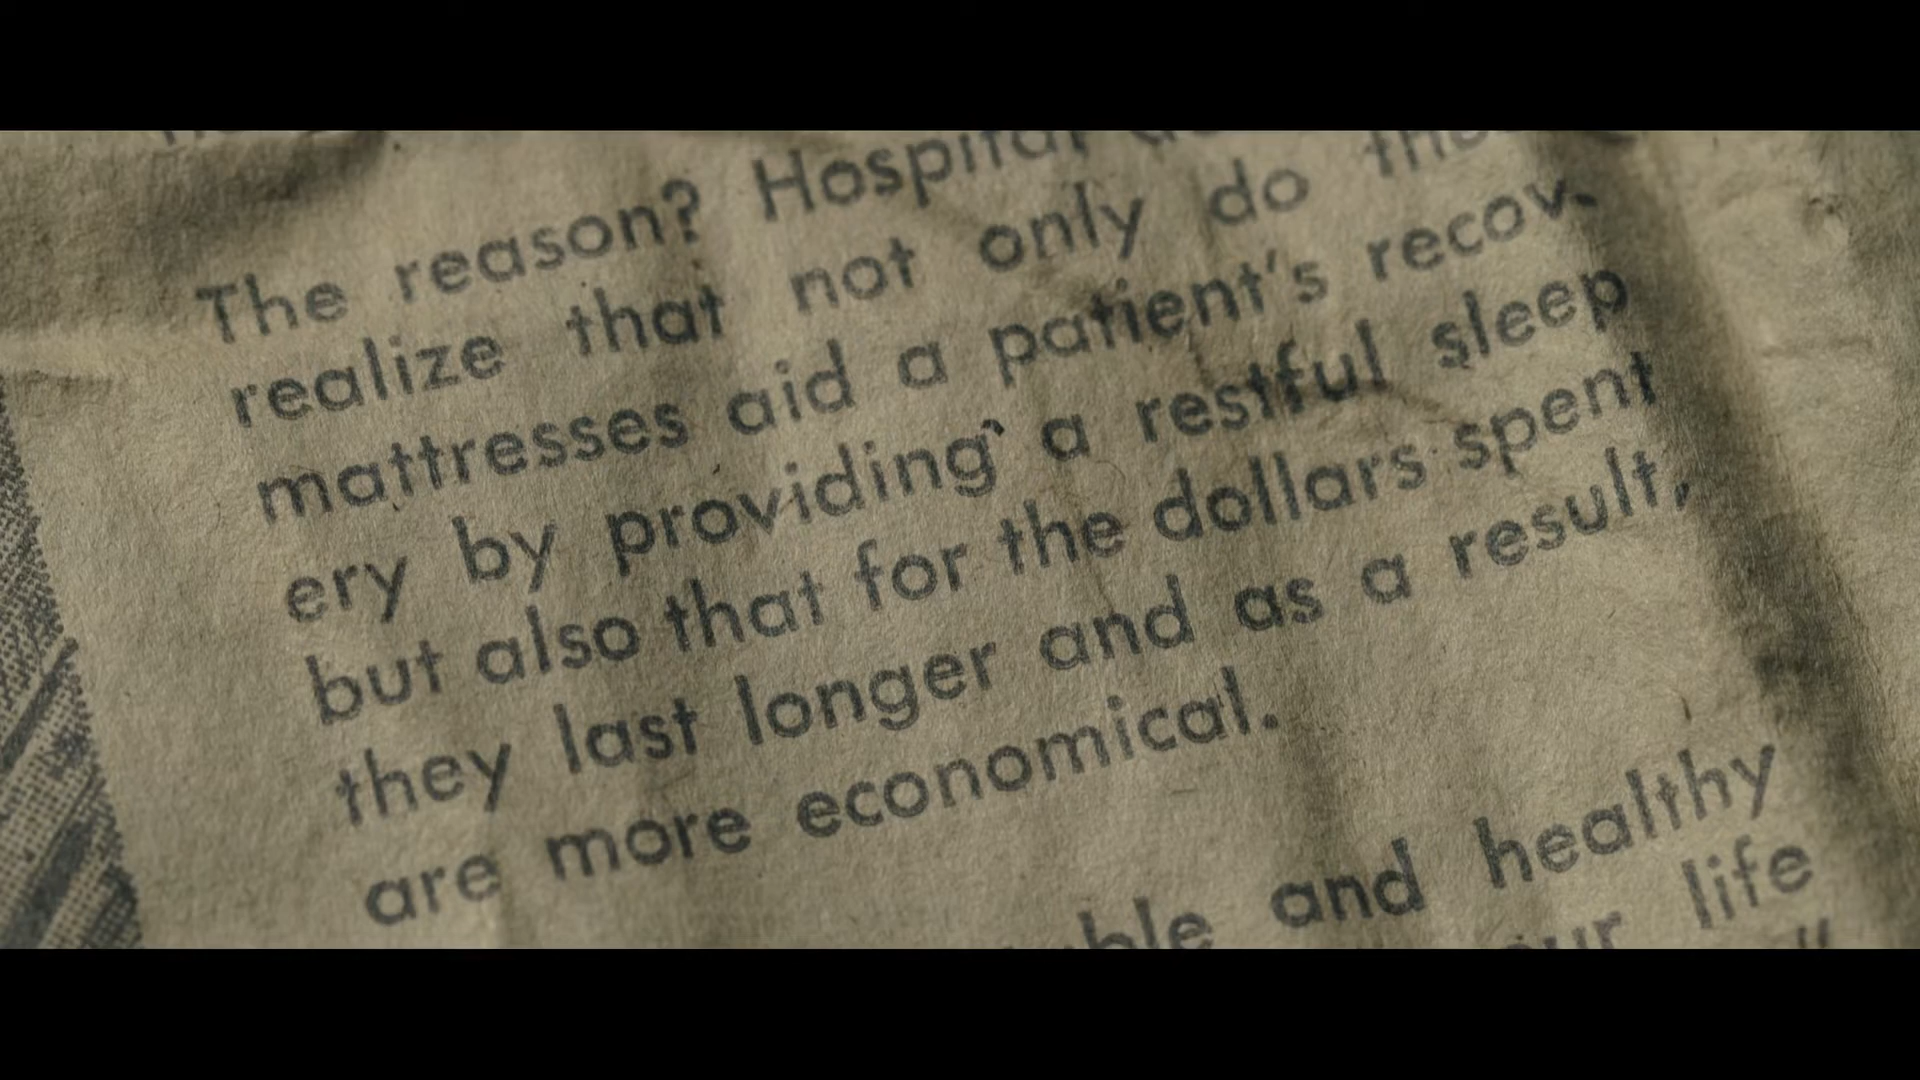 The reason? Hospital
realize that not only do
mattresses aid a patient's recov-
ery by providing a restful sleep
but also that for the dollars spent
they last longer and as a result,
are more economical.
and healthy
life